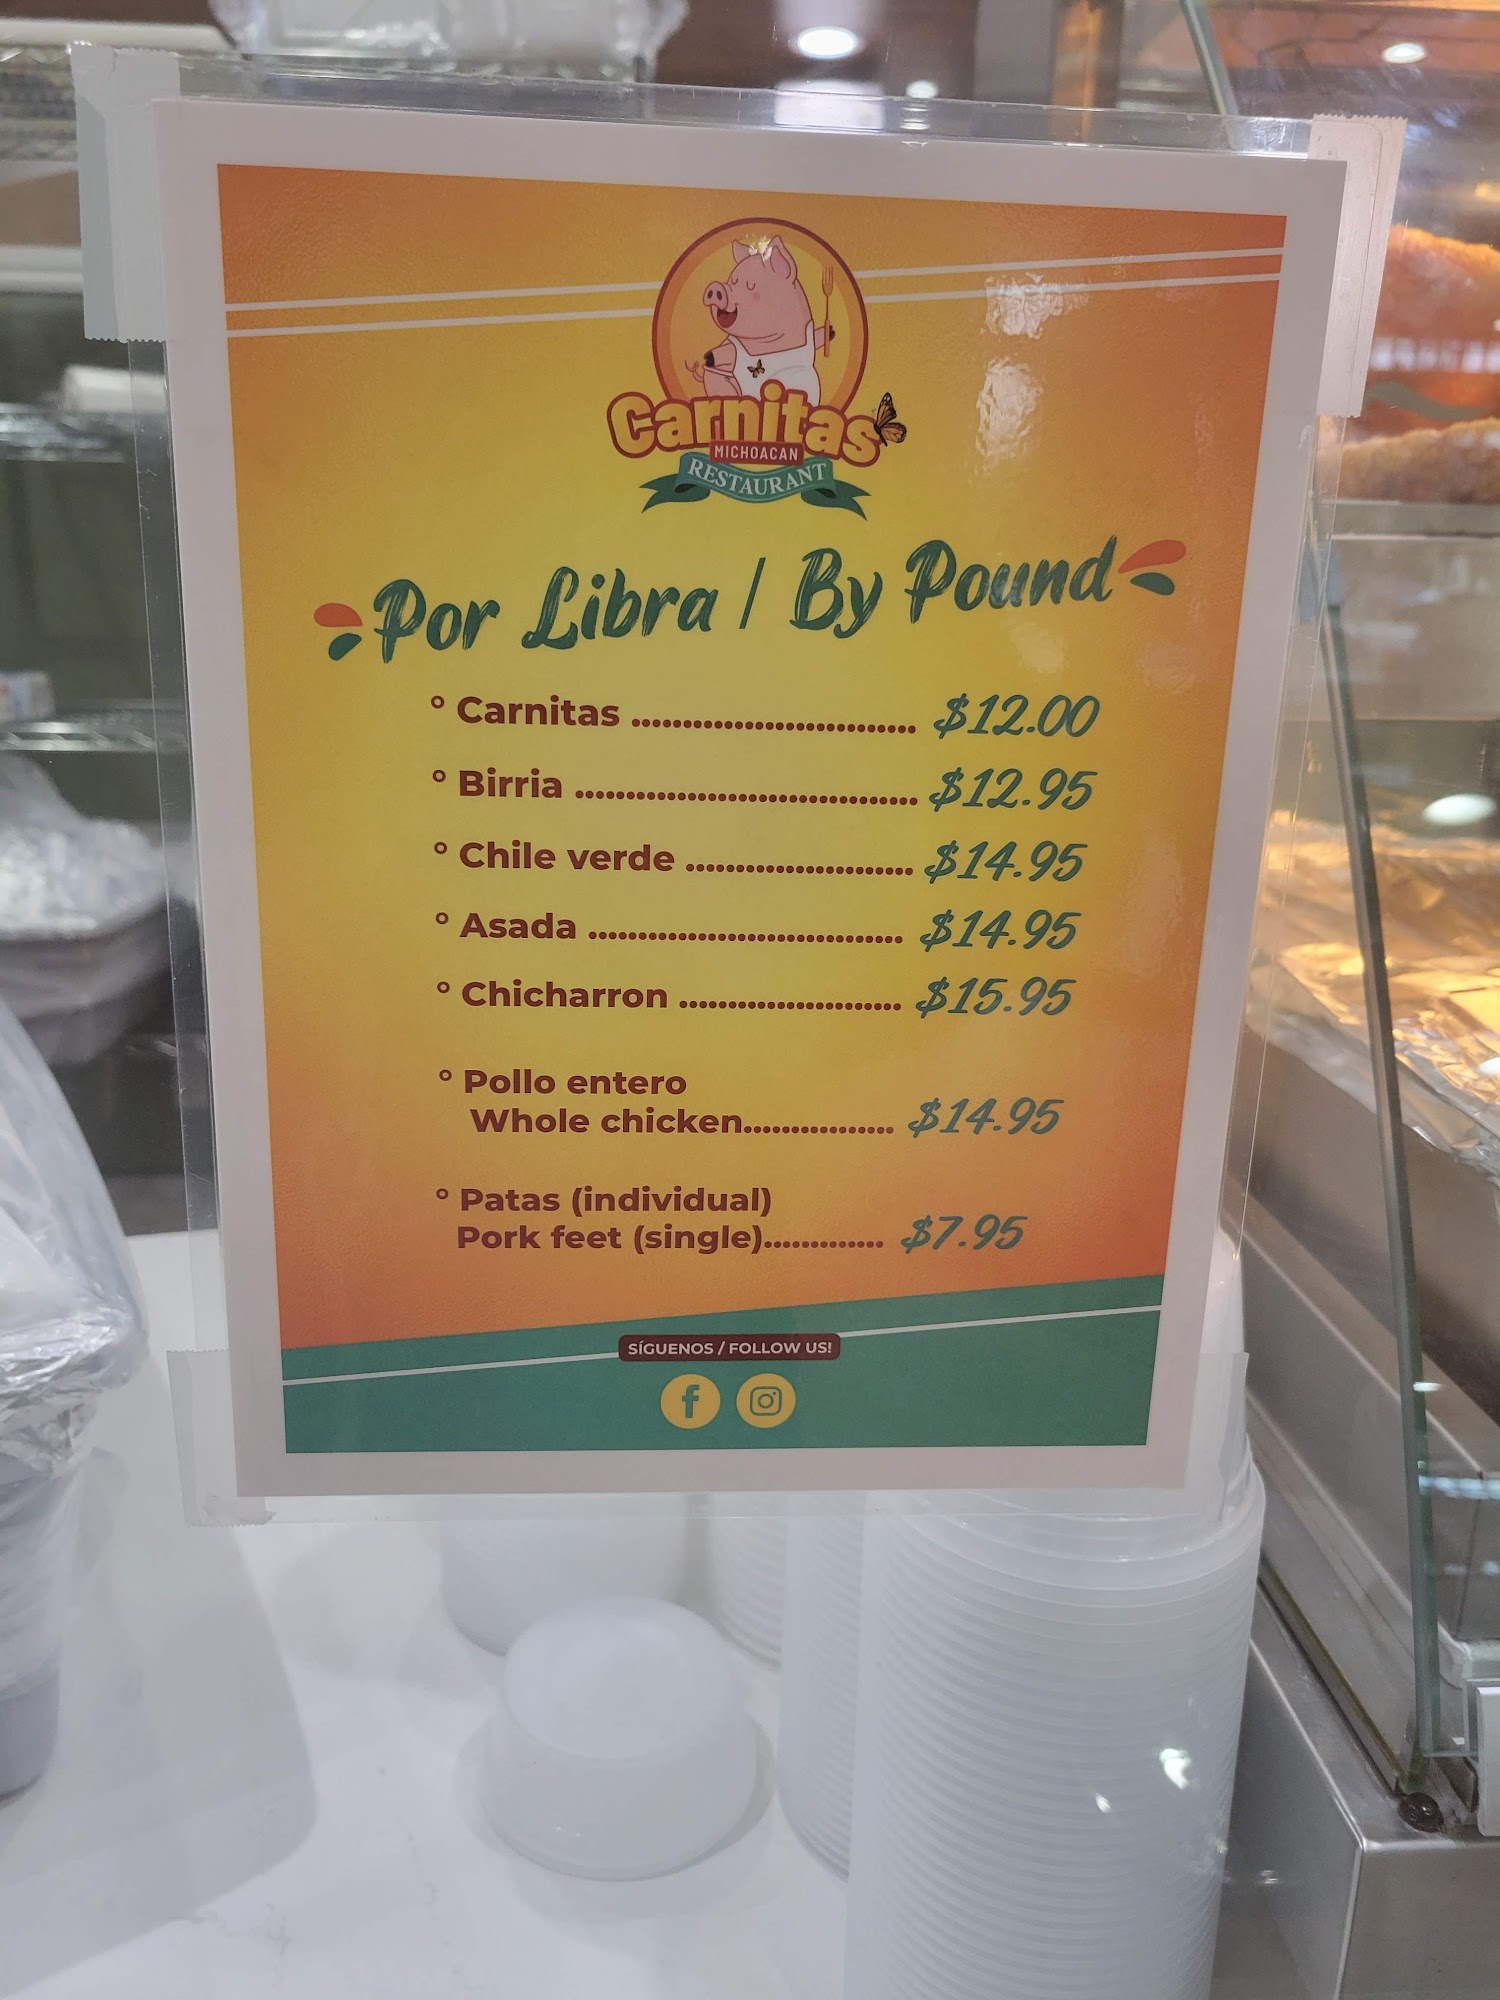 Carnitas
MICHOACAN
RESTAURANT
Por Libra / By Pound
° Carnitas ............................ $12.00
° Birria .................................. $12.95
° Chile verde ....................... $14.95
° Asada ............................... $14.95
° Chicharron ...................... $15.95
° Pollo entero
Whole chicken................ $14.95
° Patas (individual)
Pork feet (single)............. $7.95
SÍGUENOS / FOLLOW US!